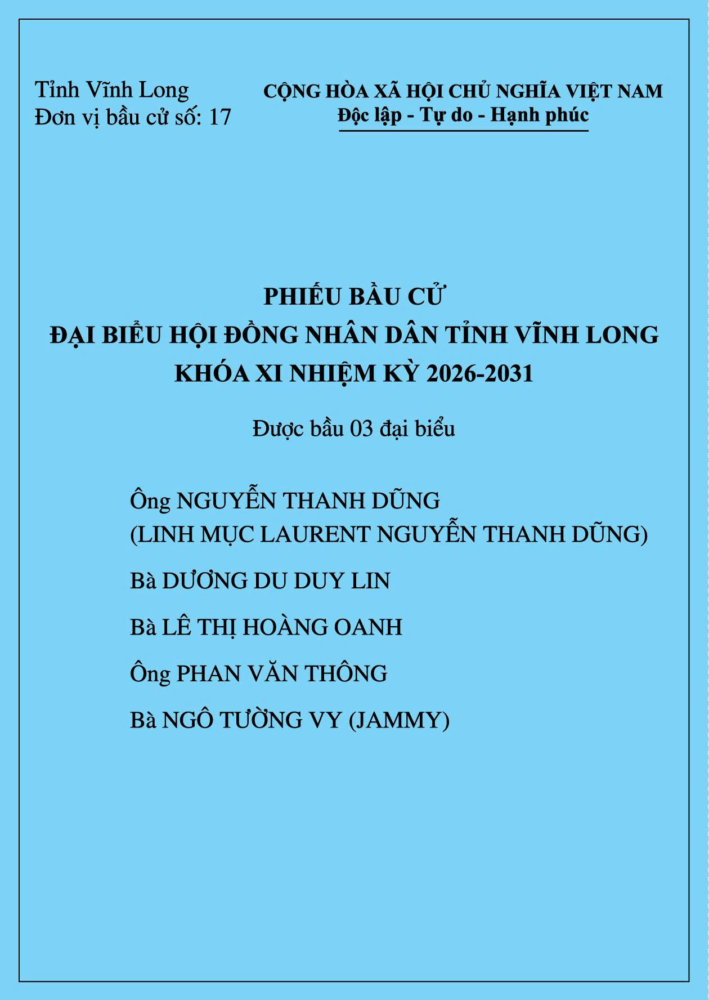 Tỉnh Vĩnh Long
Đơn vị bầu cử số: 17
CỘNG HÒA XÃ HỘI CHỦ NGHĨA VIỆT NAM
Độc lập - Tự do - Hạnh phúc
PHIẾU BẦU CỬ
ĐẠI BIỂU HỘI ĐỒNG NHÂN DÂN TỈNH VĨNH LONG
KHÓA XI NHIỆM KỲ 2026-2031
Được bầu 03 đại biểu
Ông NGUYỄN THANH DŨNG
(LINH MỤC LAURENT NGUYỄN THANH DŨNG)
Bà DƯƠNG DU DUY LIN
Bà LÊ THỊ HOÀNG OANH
Ông PHAN VĂN THÔNG
Bà NGÔ TƯỜNG VY (JAMMY)